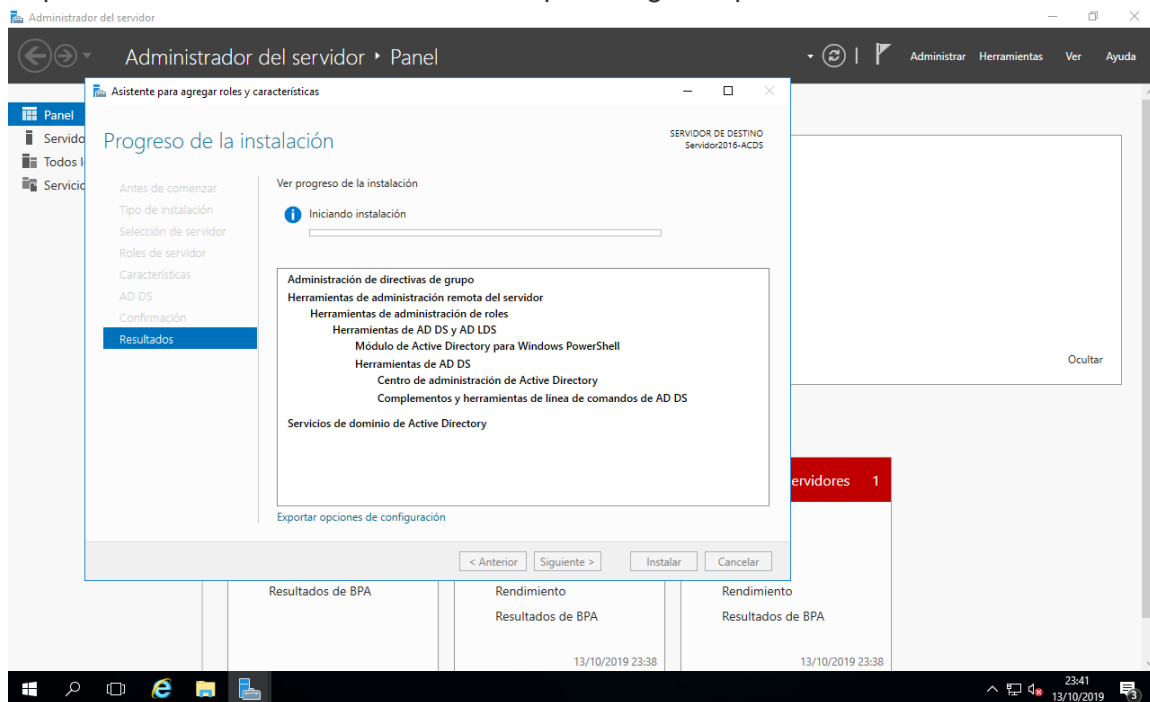 Administrador del servidor
Administrador del servidor • Panel
Administrar Herramientas Ver Ayuda
Asistente para agregar roles y características
Panel
Servido
Todos l
Servicio
Progreso de la instalación
SERVIDOR DE DESTINO
Servidor2016-ACDS
Antes de comenzar
Tipo de instalación
Selección de servidor
Roles de servidor
Características
AD DS
Confirmación
Resultados
Ver progreso de la instalación
Iniciando instalación
Administración de directivas de grupo
Herramientas de administración remota del servidor
Herramientas de administración de roles
Herramientas de AD DS y AD LDS
Módulo de Active Directory para Windows PowerShell
Herramientas de AD DS
Centro de administración de Active Directory
Complementos y herramientas de línea de comandos de AD DS
Servicios de dominio de Active Directory
Exportar opciones de configuración
< Anterior Siguiente > Instalar Cancelar
Ocultar
ervidores 1
Resultados de BPA
Rendimiento
Resultados de BPA
13/10/2019 23:38
Rendimiento
Resultados de BPA
13/10/2019 23:38
23:41
13/10/2019
3